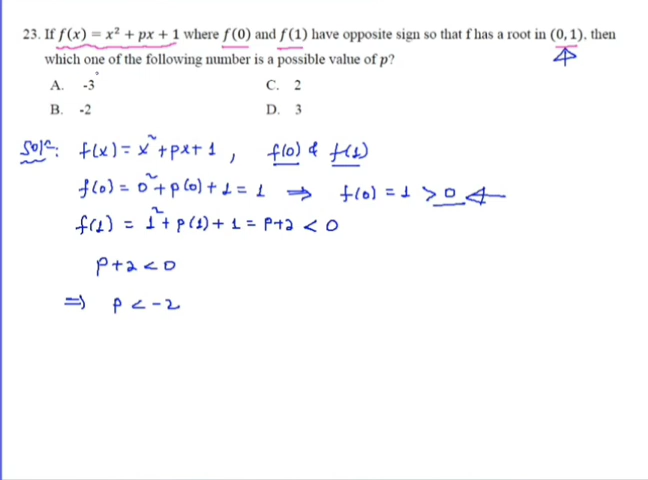 23. If f(x) = x² + px + 1 where f(0) and f(1) have opposite sign so that f has a root in (0, 1). then
which one of the following number is a possible value of p?
A. -3
C. 2
B. -2
D. 3
Solⁿ: f(x) = x² + px + 1 , f(0) & f(1)
f(0) = 0² + p(0) + 1 = 1 ⇒ f(0) = 1 > 0
f(1) = 1² + p(1) + 1 = p+2 < 0
p+2 < 0
⇒ p < -2